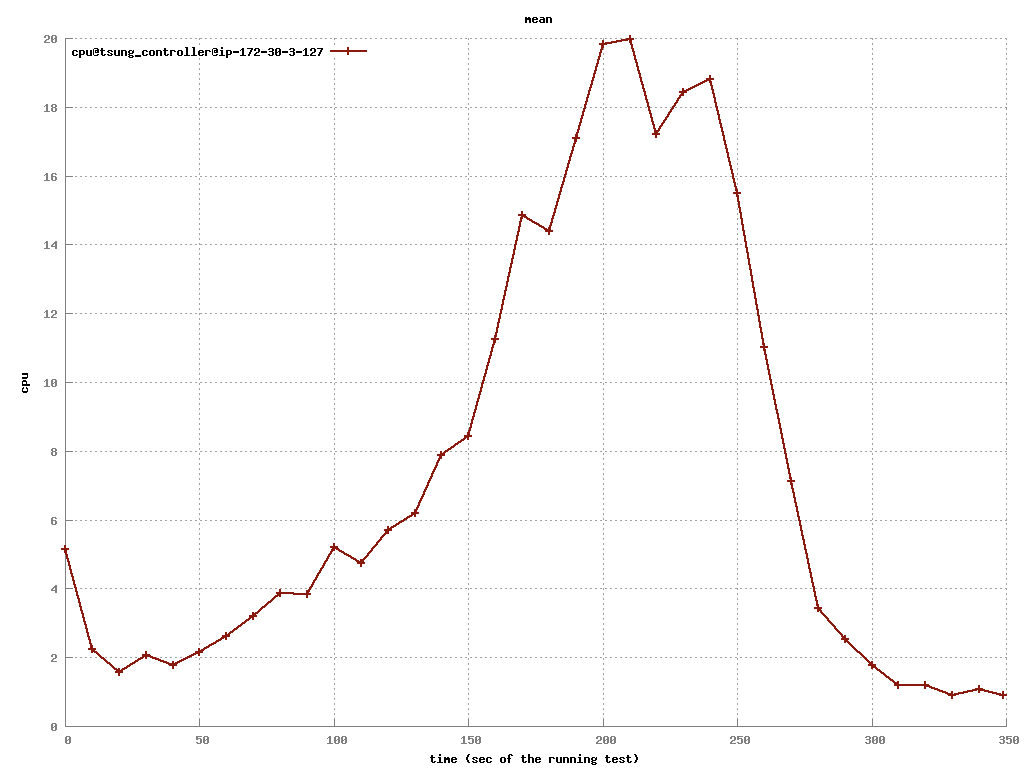 mean
cpu@tsung_controller@ip-172-30-3-127
20
18
16
14
12
10
8
6
4
2
0
cpu
0 50 100 150 200 250 300 350
time (sec of the running test)